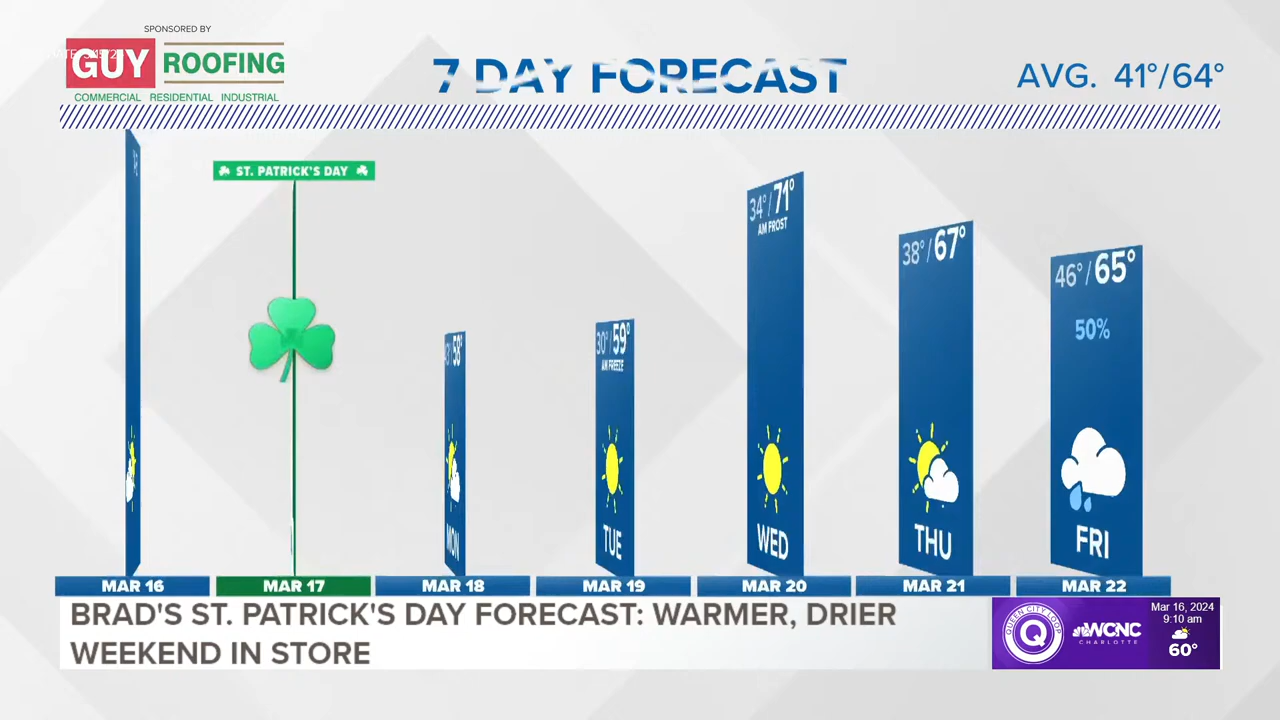 SPONSORED BY
GUY ROOFING
COMMERCIAL RESIDENTIAL INDUSTRIAL
7 DAY FORECAST
AVG. 41°/64°
ST. PATRICK'S DAY
58°
30°/59°
AM FREEZE
34°/71°
AM FROST
38°/67°
46°/65°
50%
MON
TUE
WED
THU
FRI
MAR 16
MAR 17
MAR 18
MAR 19
MAR 20
MAR 21
MAR 22
BRAD'S ST. PATRICK'S DAY FORECAST: WARMER, DRIER
WEEKEND IN STORE
QUEEN CITY LOOP
Q
WCNC
CHARLOTTE
Mar 16, 2024
9:10 am
60°